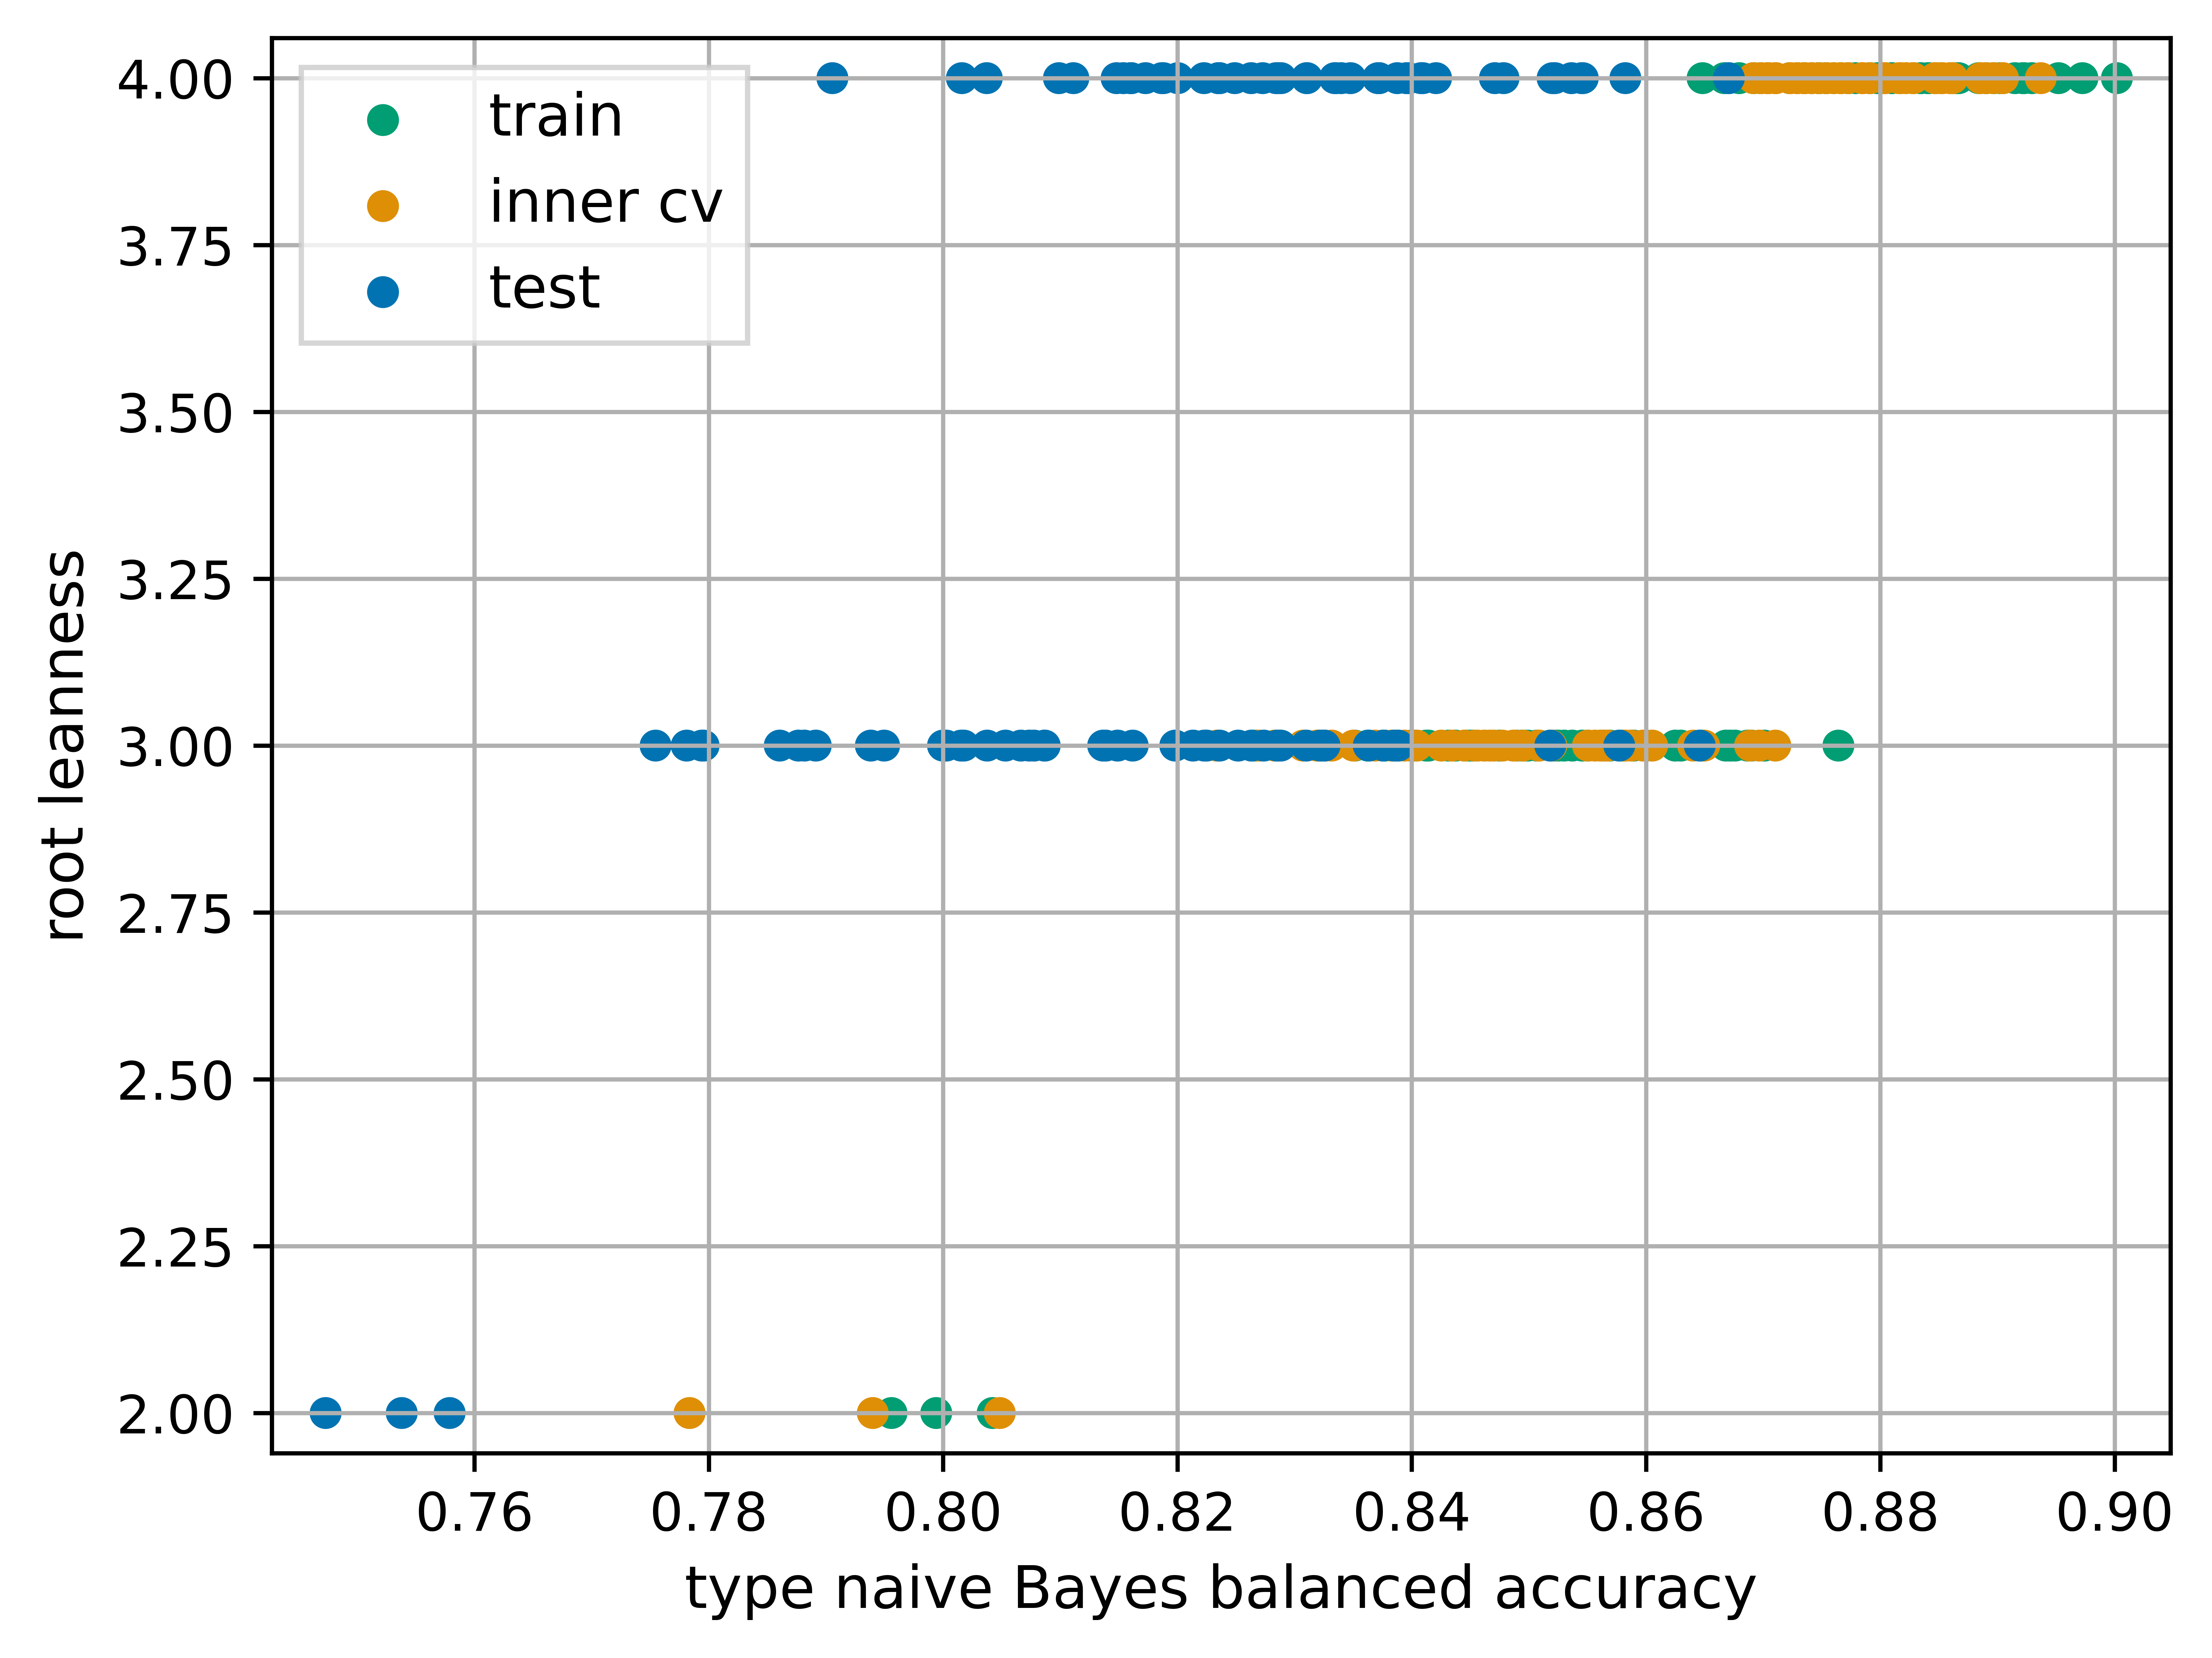 train
inner cv
test
4.00
3.75
3.50
3.25
3.00
2.75
2.50
2.25
2.00
root leanness
0.76 0.78 0.80 0.82 0.84 0.86 0.88 0.90
type naive Bayes balanced accuracy